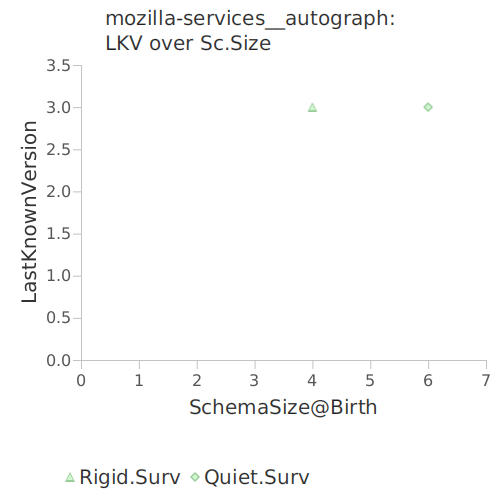 mozilla-services__autograph:
LKV over Sc.Size
3.5
3.0
2.5
2.0
1.5
1.0
0.5
0.0
LastKnownVersion
0 1 2 3 4 5 6 7
SchemaSize@Birth
Rigid.Surv Quiet.Surv